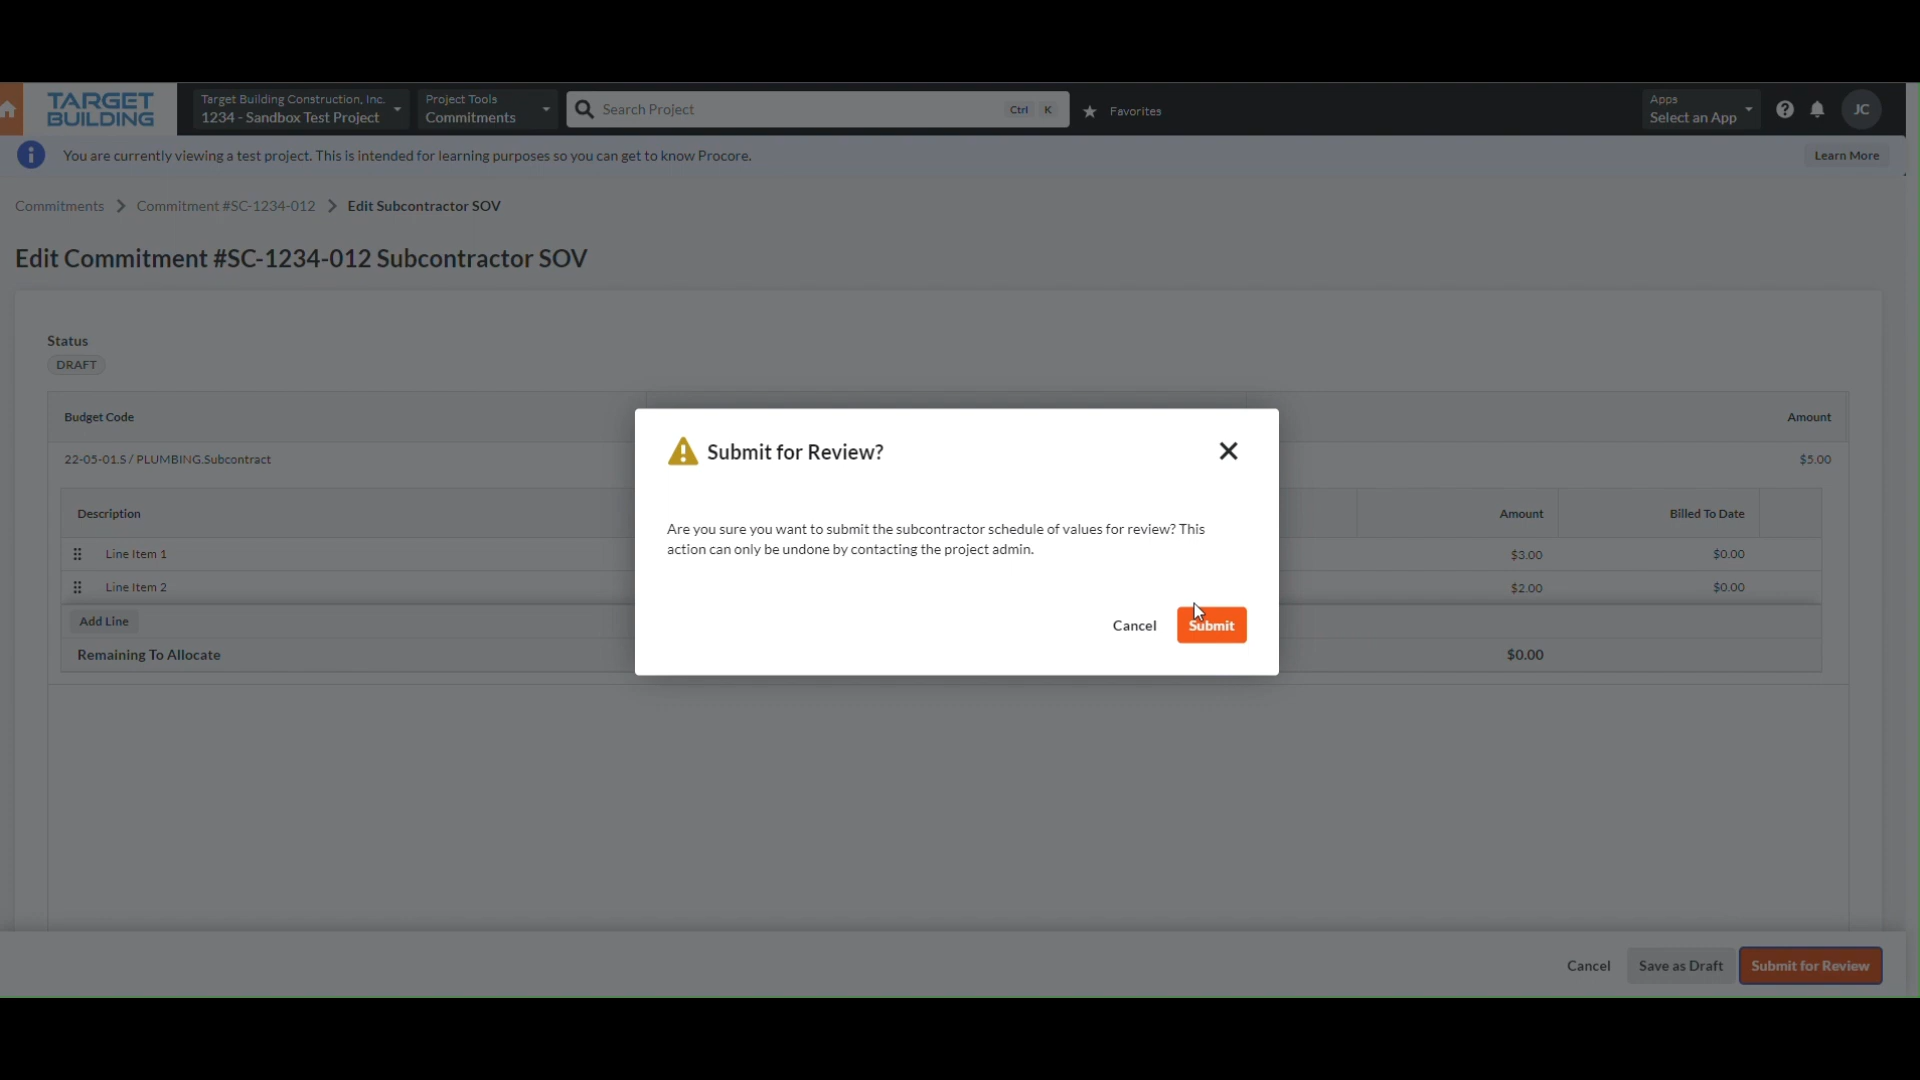 TARGET
BUILDING
Target Building Construction, Inc.
1234 - Sandbox Test Project
Project Tools
Commitments
Search Project
Ctrl K
Favorites
Apps
Select an App
JC
You are currently viewing a test project. This is intended for learning purposes so you can get to know Procore.
Learn More
Commitments
Commitment #SC-1234-012
Edit Subcontractor SOV
Edit Commitment #SC-1234-012 Subcontractor SOV
Status
DRAFT
Budget Code
Amount
22-05-01.S / PLUMBING.Subcontract
$5.00
Description
Amount
Billed To Date
Line Item 1
$3.00
$0.00
Line Item 2
$2.00
$0.00
Add Line
Remaining To Allocate
$0.00
Submit for Review?
Are you sure you want to submit the subcontractor schedule of values for review? This
action can only be undone by contacting the project admin.
Cancel
Submit
Cancel
Save as Draft
Submit for Review